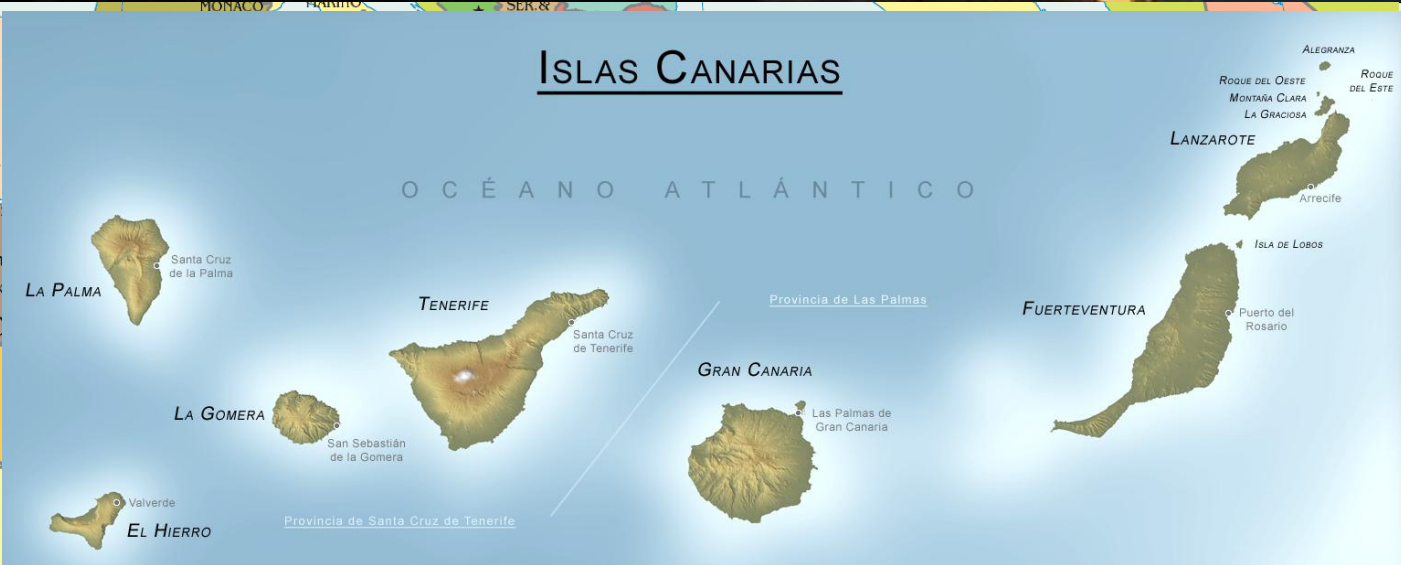 MONACO
MARINO
SER.&
ISLAS CANARIAS
ALEGRANZA
ROQUE DEL OESTE
ROQUE
DEL ESTE
MONTAÑA CLARA
LA GRACIOSA
LANZAROTE
OCÉANO ATLÁNTICO
Arrecife
ISLA DE LOBOS
Santa Cruz
de la Palma
LA PALMA
TENERIFE
Provincia de Las Palmas
FUERTEVENTURA
Puerto del
Rosario
Santa Cruz
de Tenerife
GRAN CANARIA
LA GOMERA
Las Palmas de
Gran Canaria
San Sebastián
de la Gomera
Valverde
EL HIERRO
Provincia de Santa Cruz de Tenerife